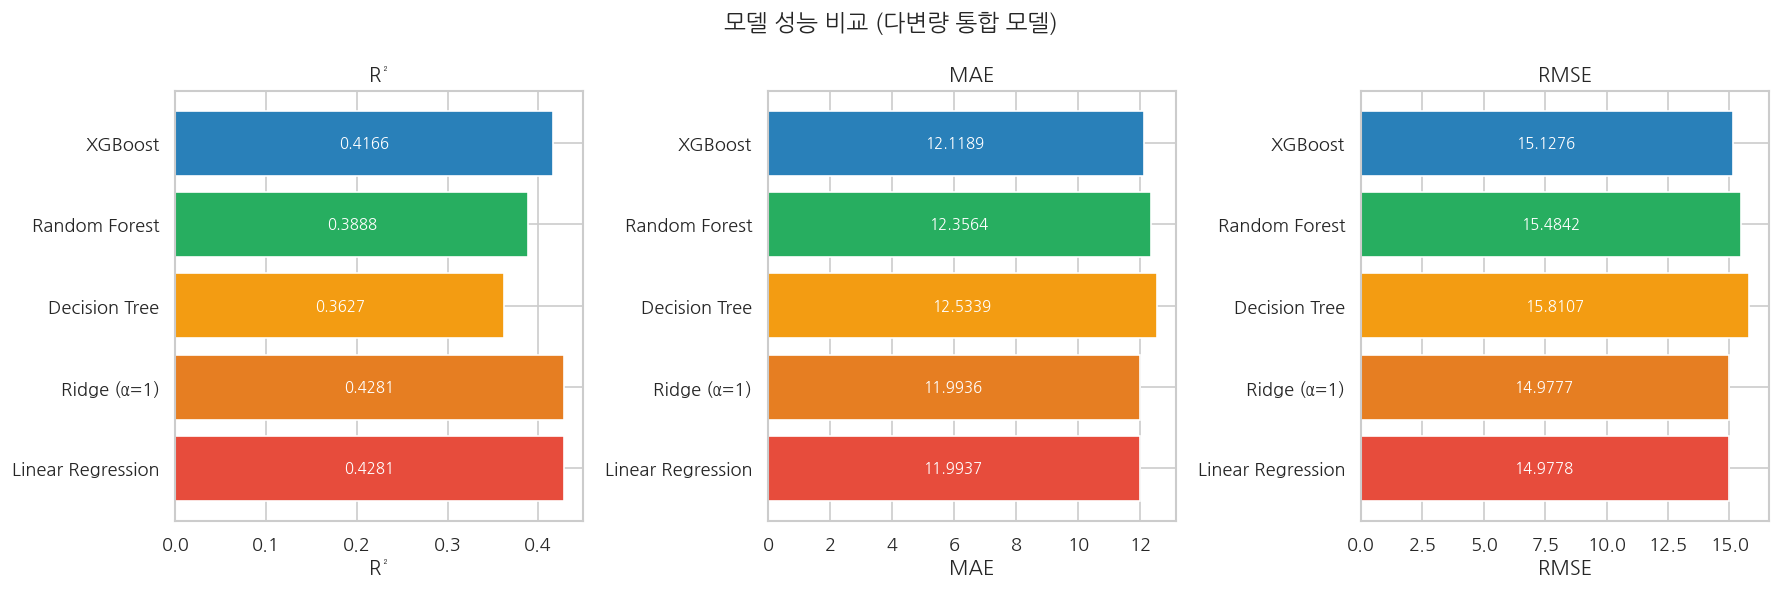 모델 성능 비교 (다변량 통합 모델)
R²
XGBoost
0.4166
Random Forest
0.3888
Decision Tree
0.3627
Ridge (α=1)
0.4281
Linear Regression
0.4281
0.0 0.1 0.2 0.3 0.4
R²
MAE
XGBoost
12.1189
Random Forest
12.3564
Decision Tree
12.5339
Ridge (α=1)
11.9936
Linear Regression
11.9937
0 2 4 6 8 10 12
MAE
RMSE
XGBoost
15.1276
Random Forest
15.4842
Decision Tree
15.8107
Ridge (α=1)
14.9777
Linear Regression
14.9778
0.0 2.5 5.0 7.5 10.0 12.5 15.0
RMSE